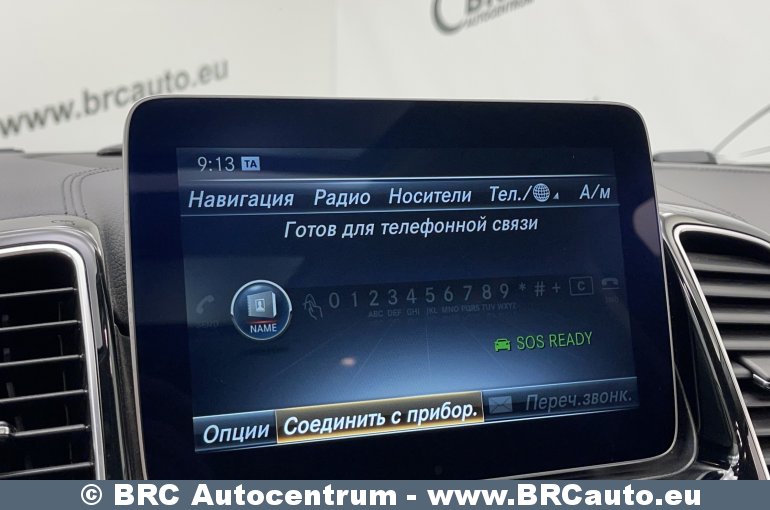 BRC
Autocentrum
www.brcauto.eu
9:13 TA
Навигация Радио Носители Тел./ А/м
Готов для телефонной связи
0 1 2 3 4 5 6 7 8 9 * # + C
ABC DEF GHI JKL MNO PQRS TUV WXYZ
NAME
SOS READY
Опции Соединить с прибор. Переч.звонк.
© BRC Autocentrum - www.BRCauto.eu